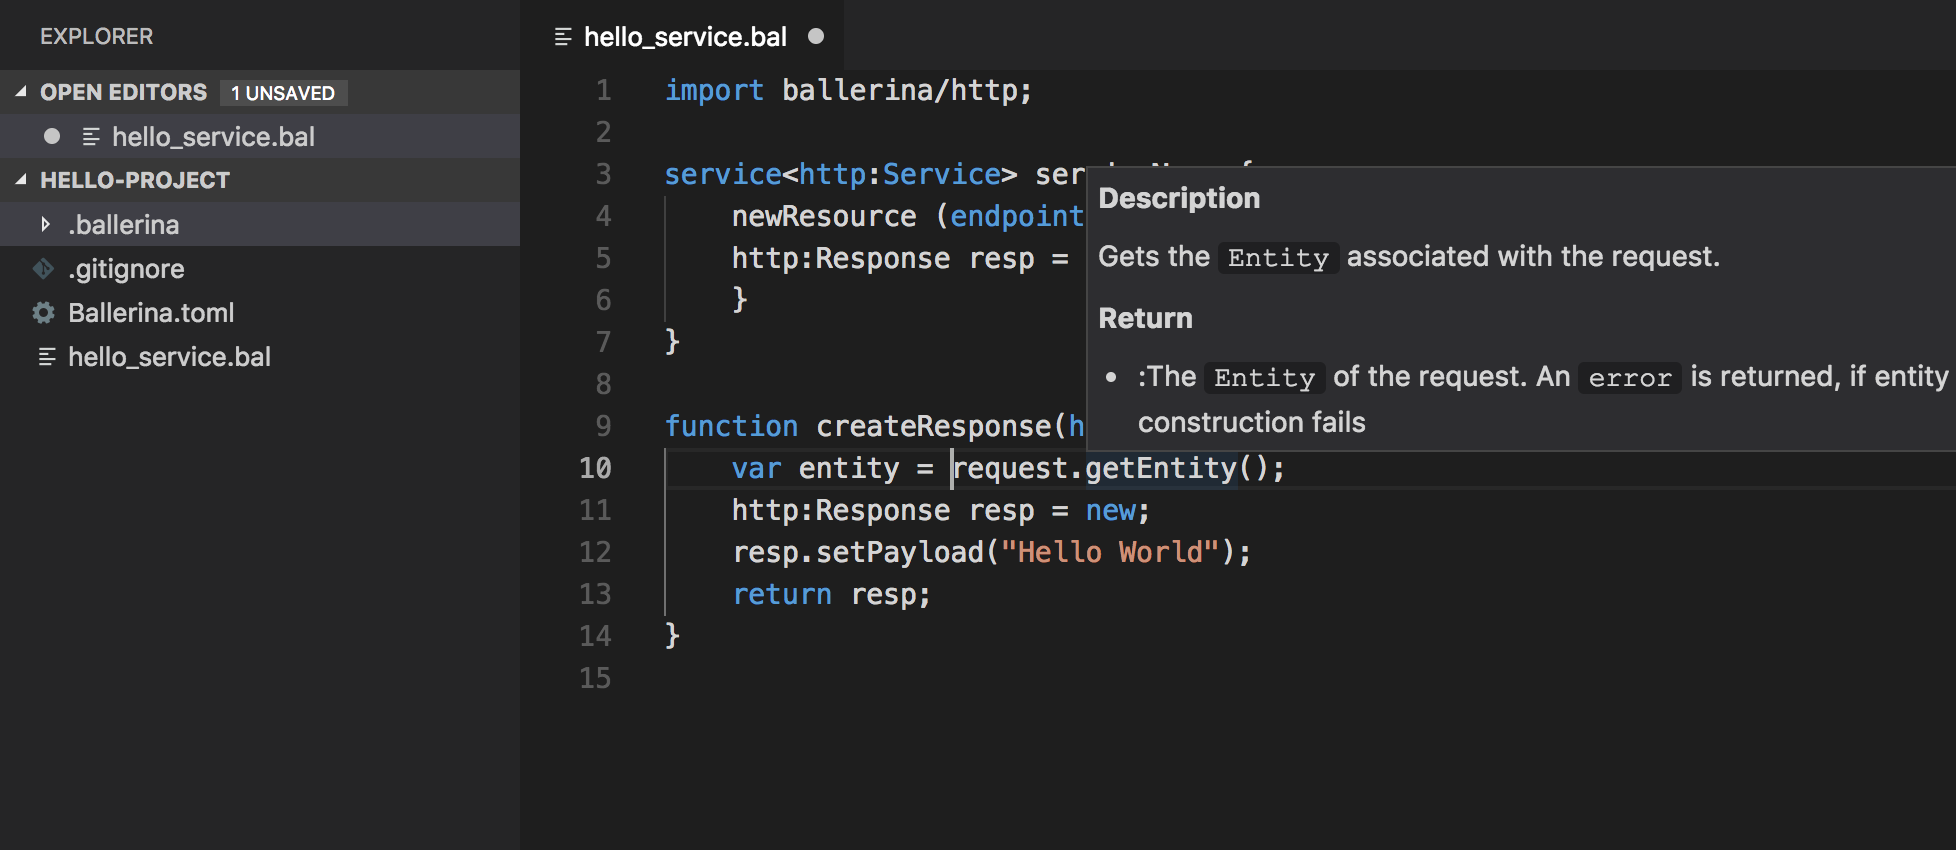 EXPLORER
OPEN EDITORS 1 UNSAVED
hello_service.bal
HELLO-PROJECT
.ballerina
.gitignore
Ballerina.toml
hello_service.bal
hello_service.bal
1 import ballerina/http;
2
3 service<http:Service> ser
4 newResource (endpoint
5 http:Response resp =
6 }
7 }
8
9 function createResponse(h
10 var entity = request.getEntity();
11 http:Response resp = new;
12 resp.setPayload("Hello World");
13 return resp;
14 }
15
Description
Gets the Entity associated with the request.
Return
• :The Entity of the request. An error is returned, if entity
construction fails